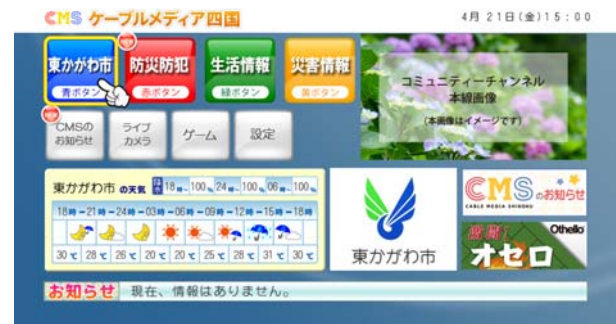 CMS ケーブルメディア四国
4月 21日(金)15:00
東かがわ市
青ボタン
防災防犯
赤ボタン
生活情報
緑ボタン
災害情報
黄ボタン
コミュニティーチャンネル
本線画像
(本画像はイメージです)
CMSの
お知らせ
ライブ
カメラ
ゲーム
設定
東かがわ市 の天気 降水 18時 100% 24時 100% 06時 100%
18時 21時 24時 03時 06時 09時 12時 15時 18時
30℃ 28℃ 26℃ 20℃ 20℃ 25℃ 28℃ 31℃ 30℃
東かがわ市
CMSのお知らせ
CABLE MEDIA SHIKOKU
Othello
オセロ
お知らせ 現在、情報はありません。